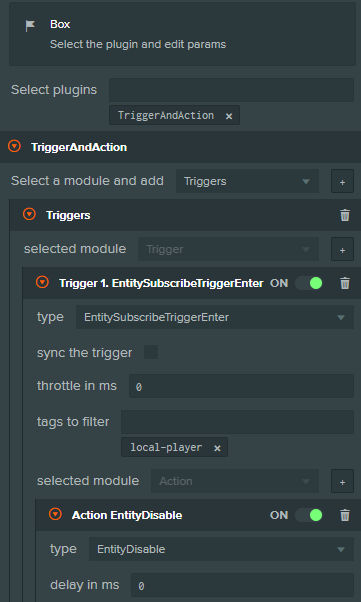 Box
Select the plugin and edit params
Select plugins
TriggerAndAction ×
TriggerAndAction
Select a module and add Triggers +
Triggers
selected module Trigger +
Trigger 1. EntitySubscribeTriggerEnter ON
type EntitySubscribeTriggerEnter
sync the trigger
throttle in ms 0
tags to filter
local-player ×
selected module Action +
Action EntityDisable ON
type EntityDisable
delay in ms 0